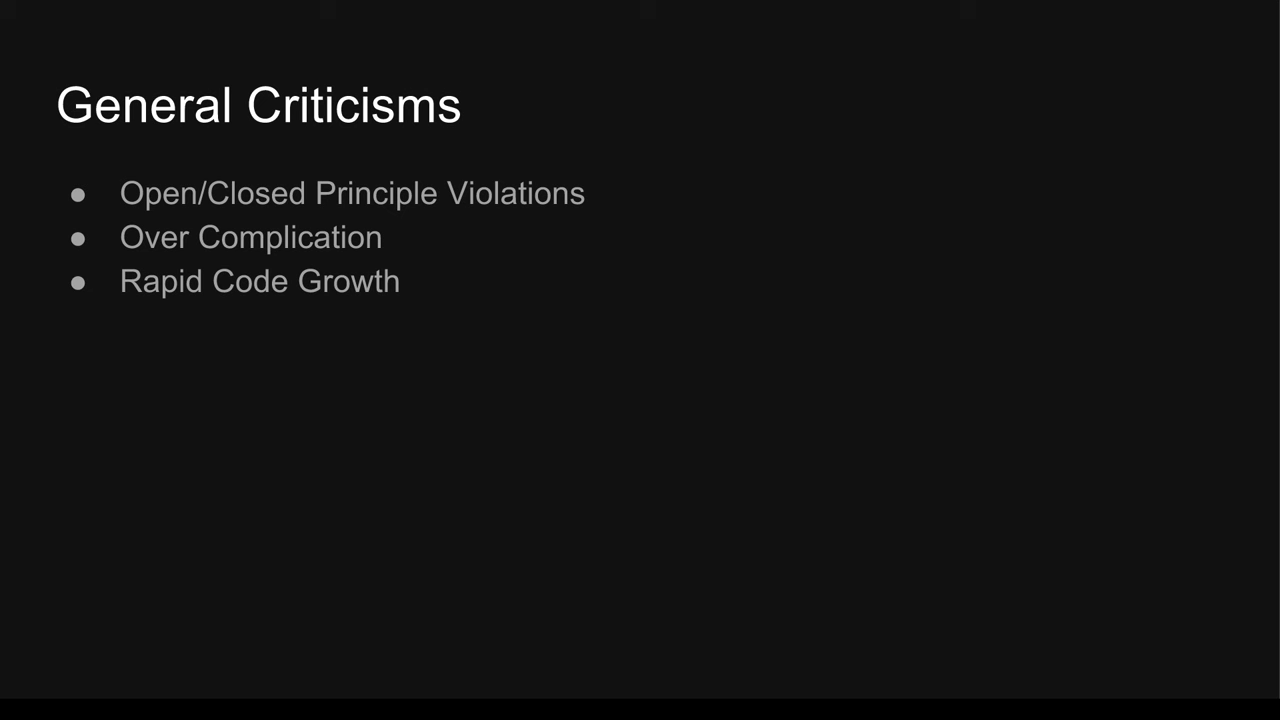 General Criticisms
● Open/Closed Principle Violations
● Over Complication
● Rapid Code Growth